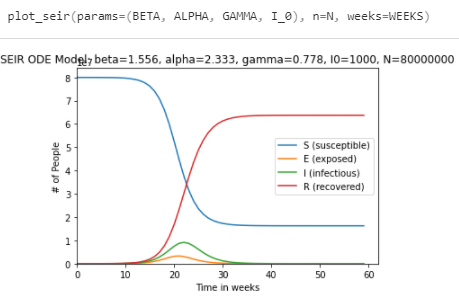 plot_seir(params=(BETA, ALPHA, GAMMA, I_0), n=N, weeks=WEEKS)
SEIR ODE Model: beta=1.556, alpha=2.333, gamma=0.778, I0=1000, N=80000000
1e7
8
7
6
5
4
3
2
1
0
# of People
S (susceptible)
E (exposed)
I (infectious)
R (recovered)
0 10 20 30 40 50 60
Time in weeks